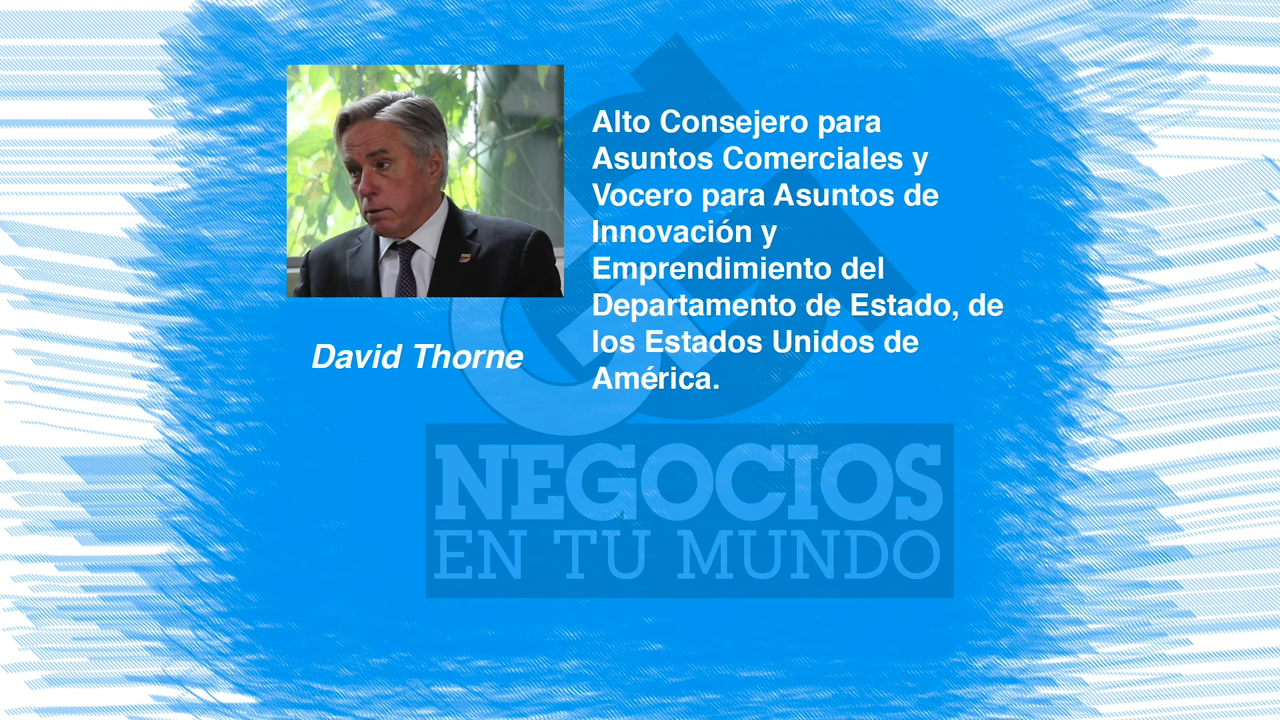 Alto Consejero para
Asuntos Comerciales y
Vocero para Asuntos de
Innovación y
Emprendimiento del
Departamento de Estado, de
los Estados Unidos de
América.
David Thorne
NEGOCIOS
EN TU MUNDO